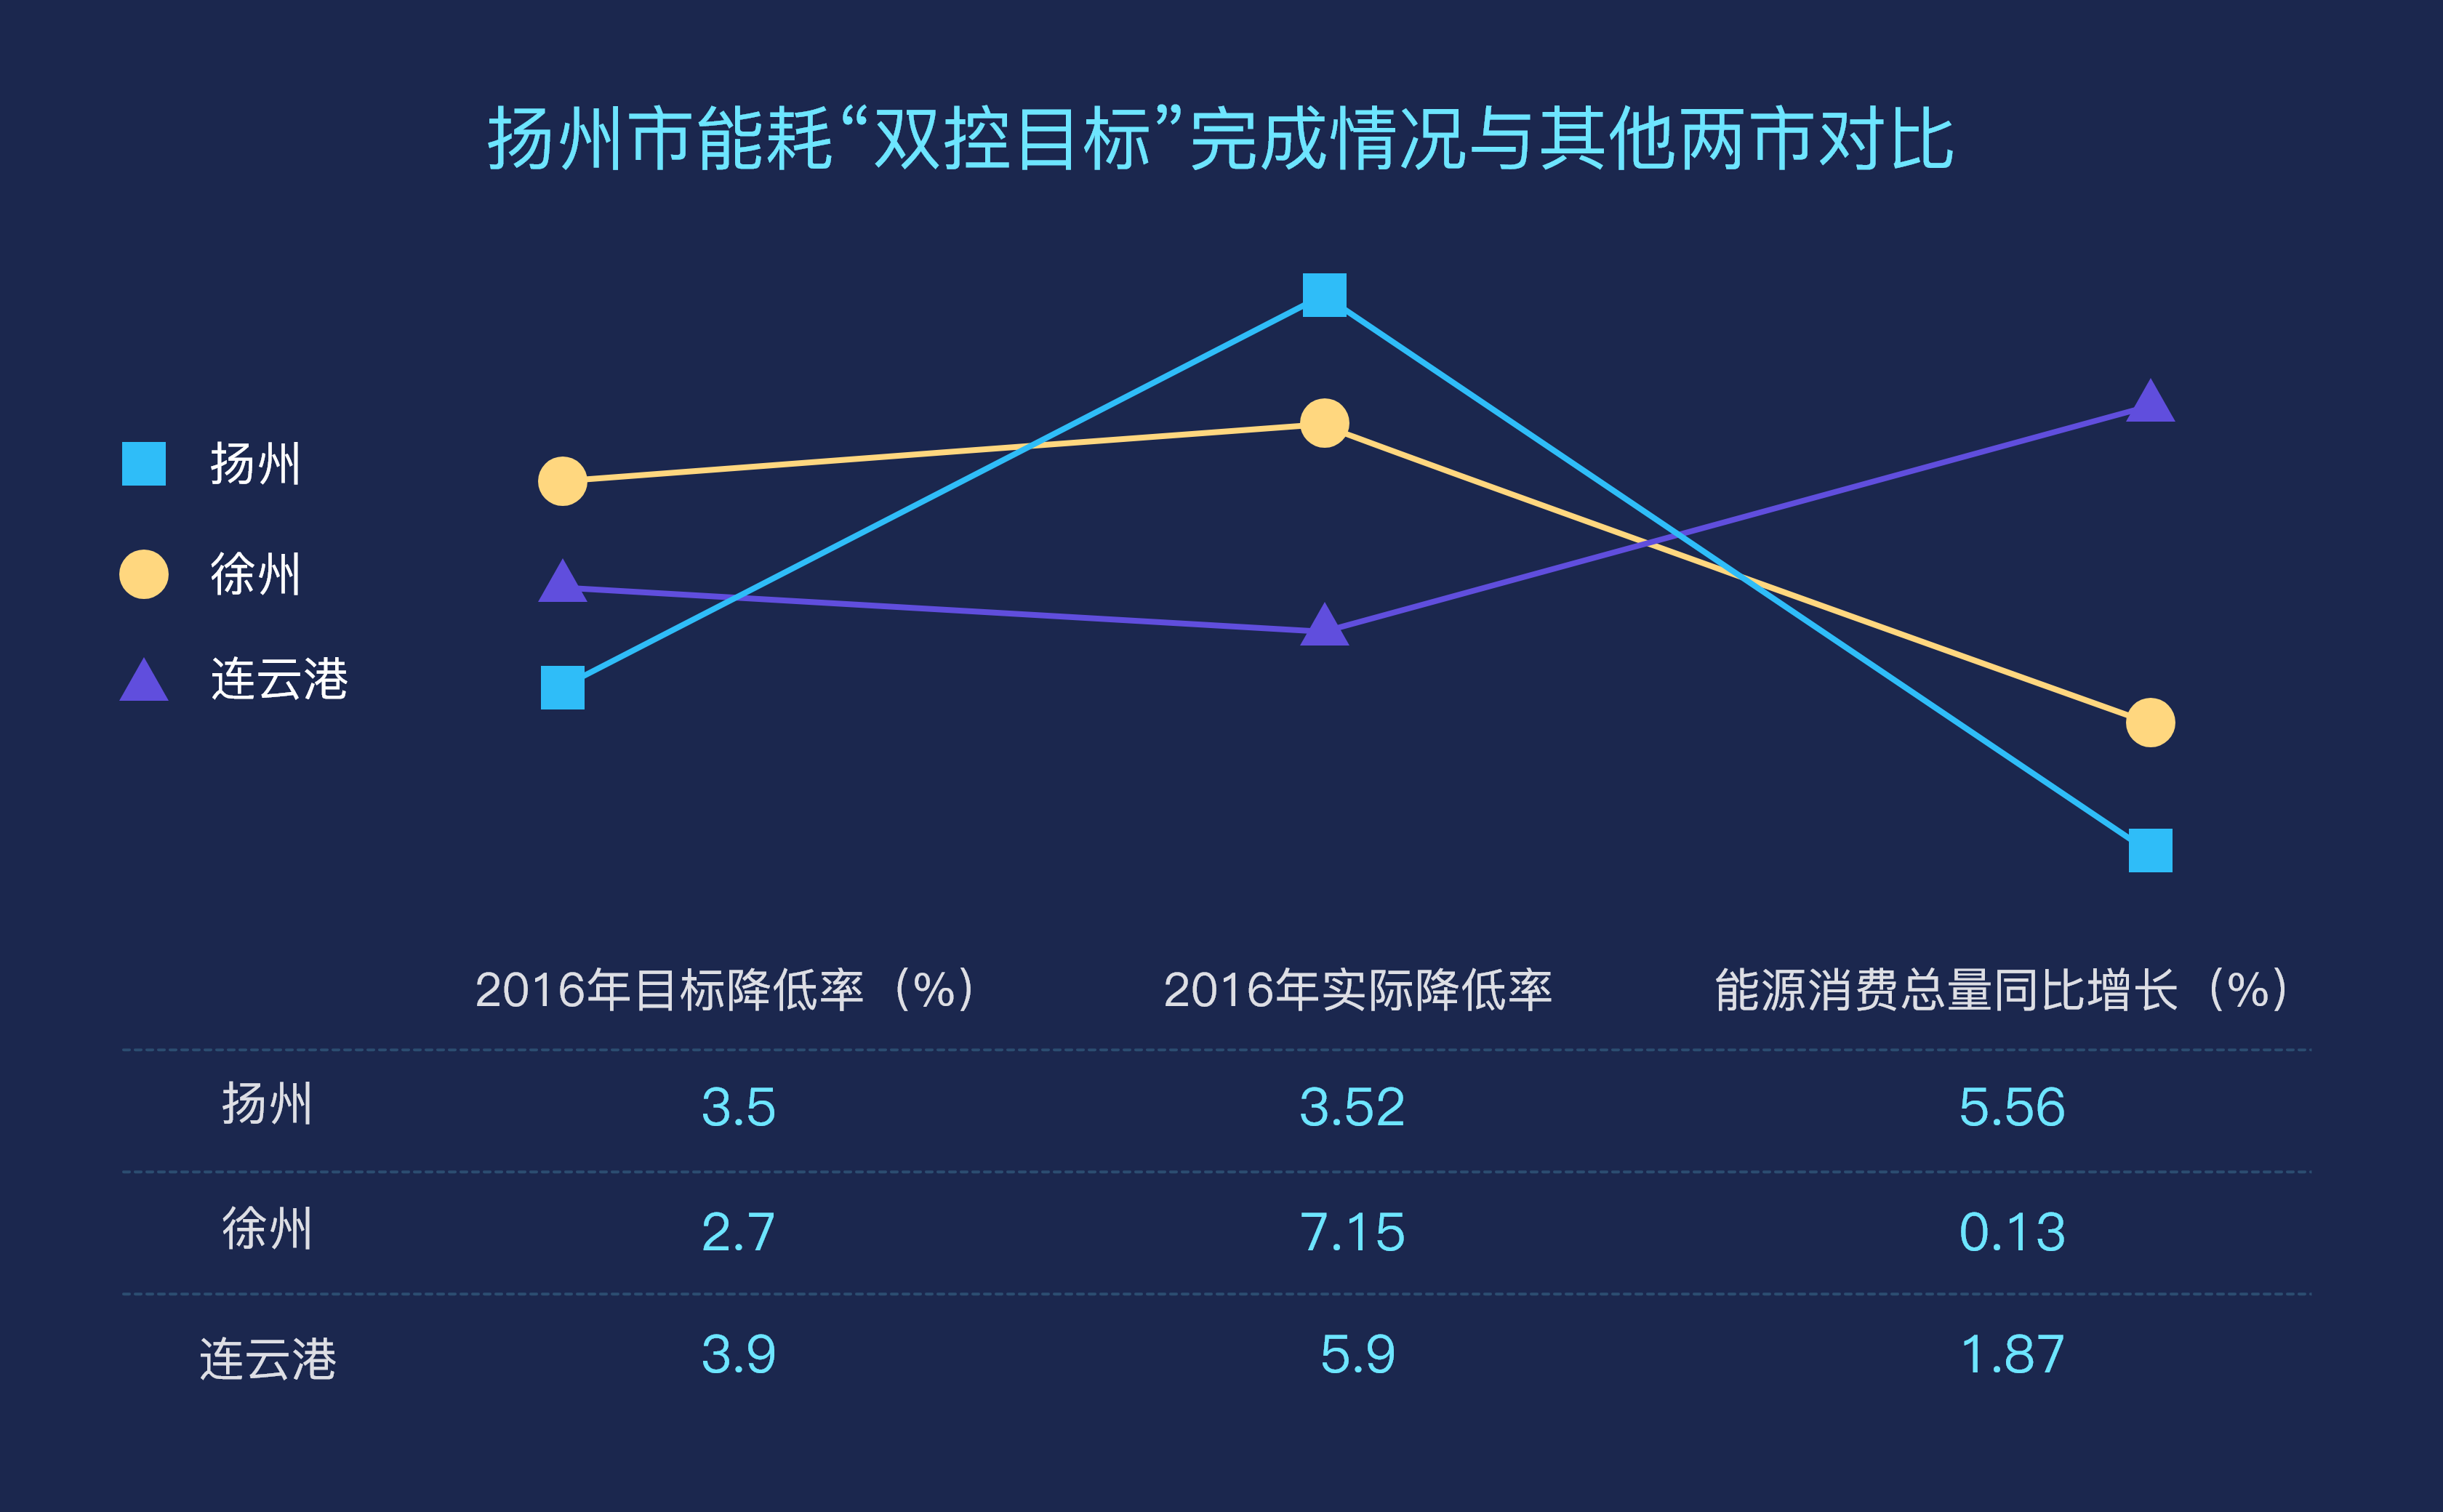 扬州市能耗“双控目标”完成情况与其他两市对比
扬州
徐州
连云港
2016年目标降低率（%） 2016年实际降低率 能源消费总量同比增长（%）
扬州 3.5 3.52 5.56
徐州 2.7 7.15 0.13
连云港 3.9 5.9 1.87